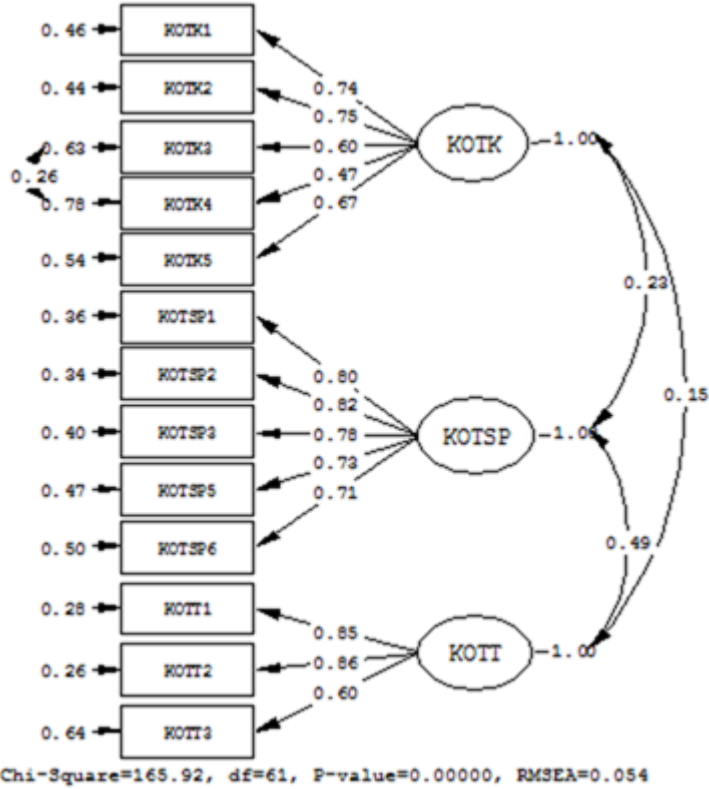 0.46 KOTK1
0.74
0.44 KOTK2
0.75
0.63 KOTK3 0.60 KOTK 1.00
0.26
0.47
0.78 KOTK4
0.67
0.54 KOTK5
0.23
0.36 KOTSP1
0.80
0.34 KOTSP2
0.15
0.82
0.40 KOTSP3 0.78 KOTSP 1.00
0.73
0.47 KOTSP5
0.71
0.50 KOTSP6
0.49
0.28 KOTT1
0.85
0.86 KOTT 1.00
0.26 KOTT2
0.60
0.64 KOTT3
Chi-Square=165.92, df=61, P-value=0.00000, RMSEA=0.054